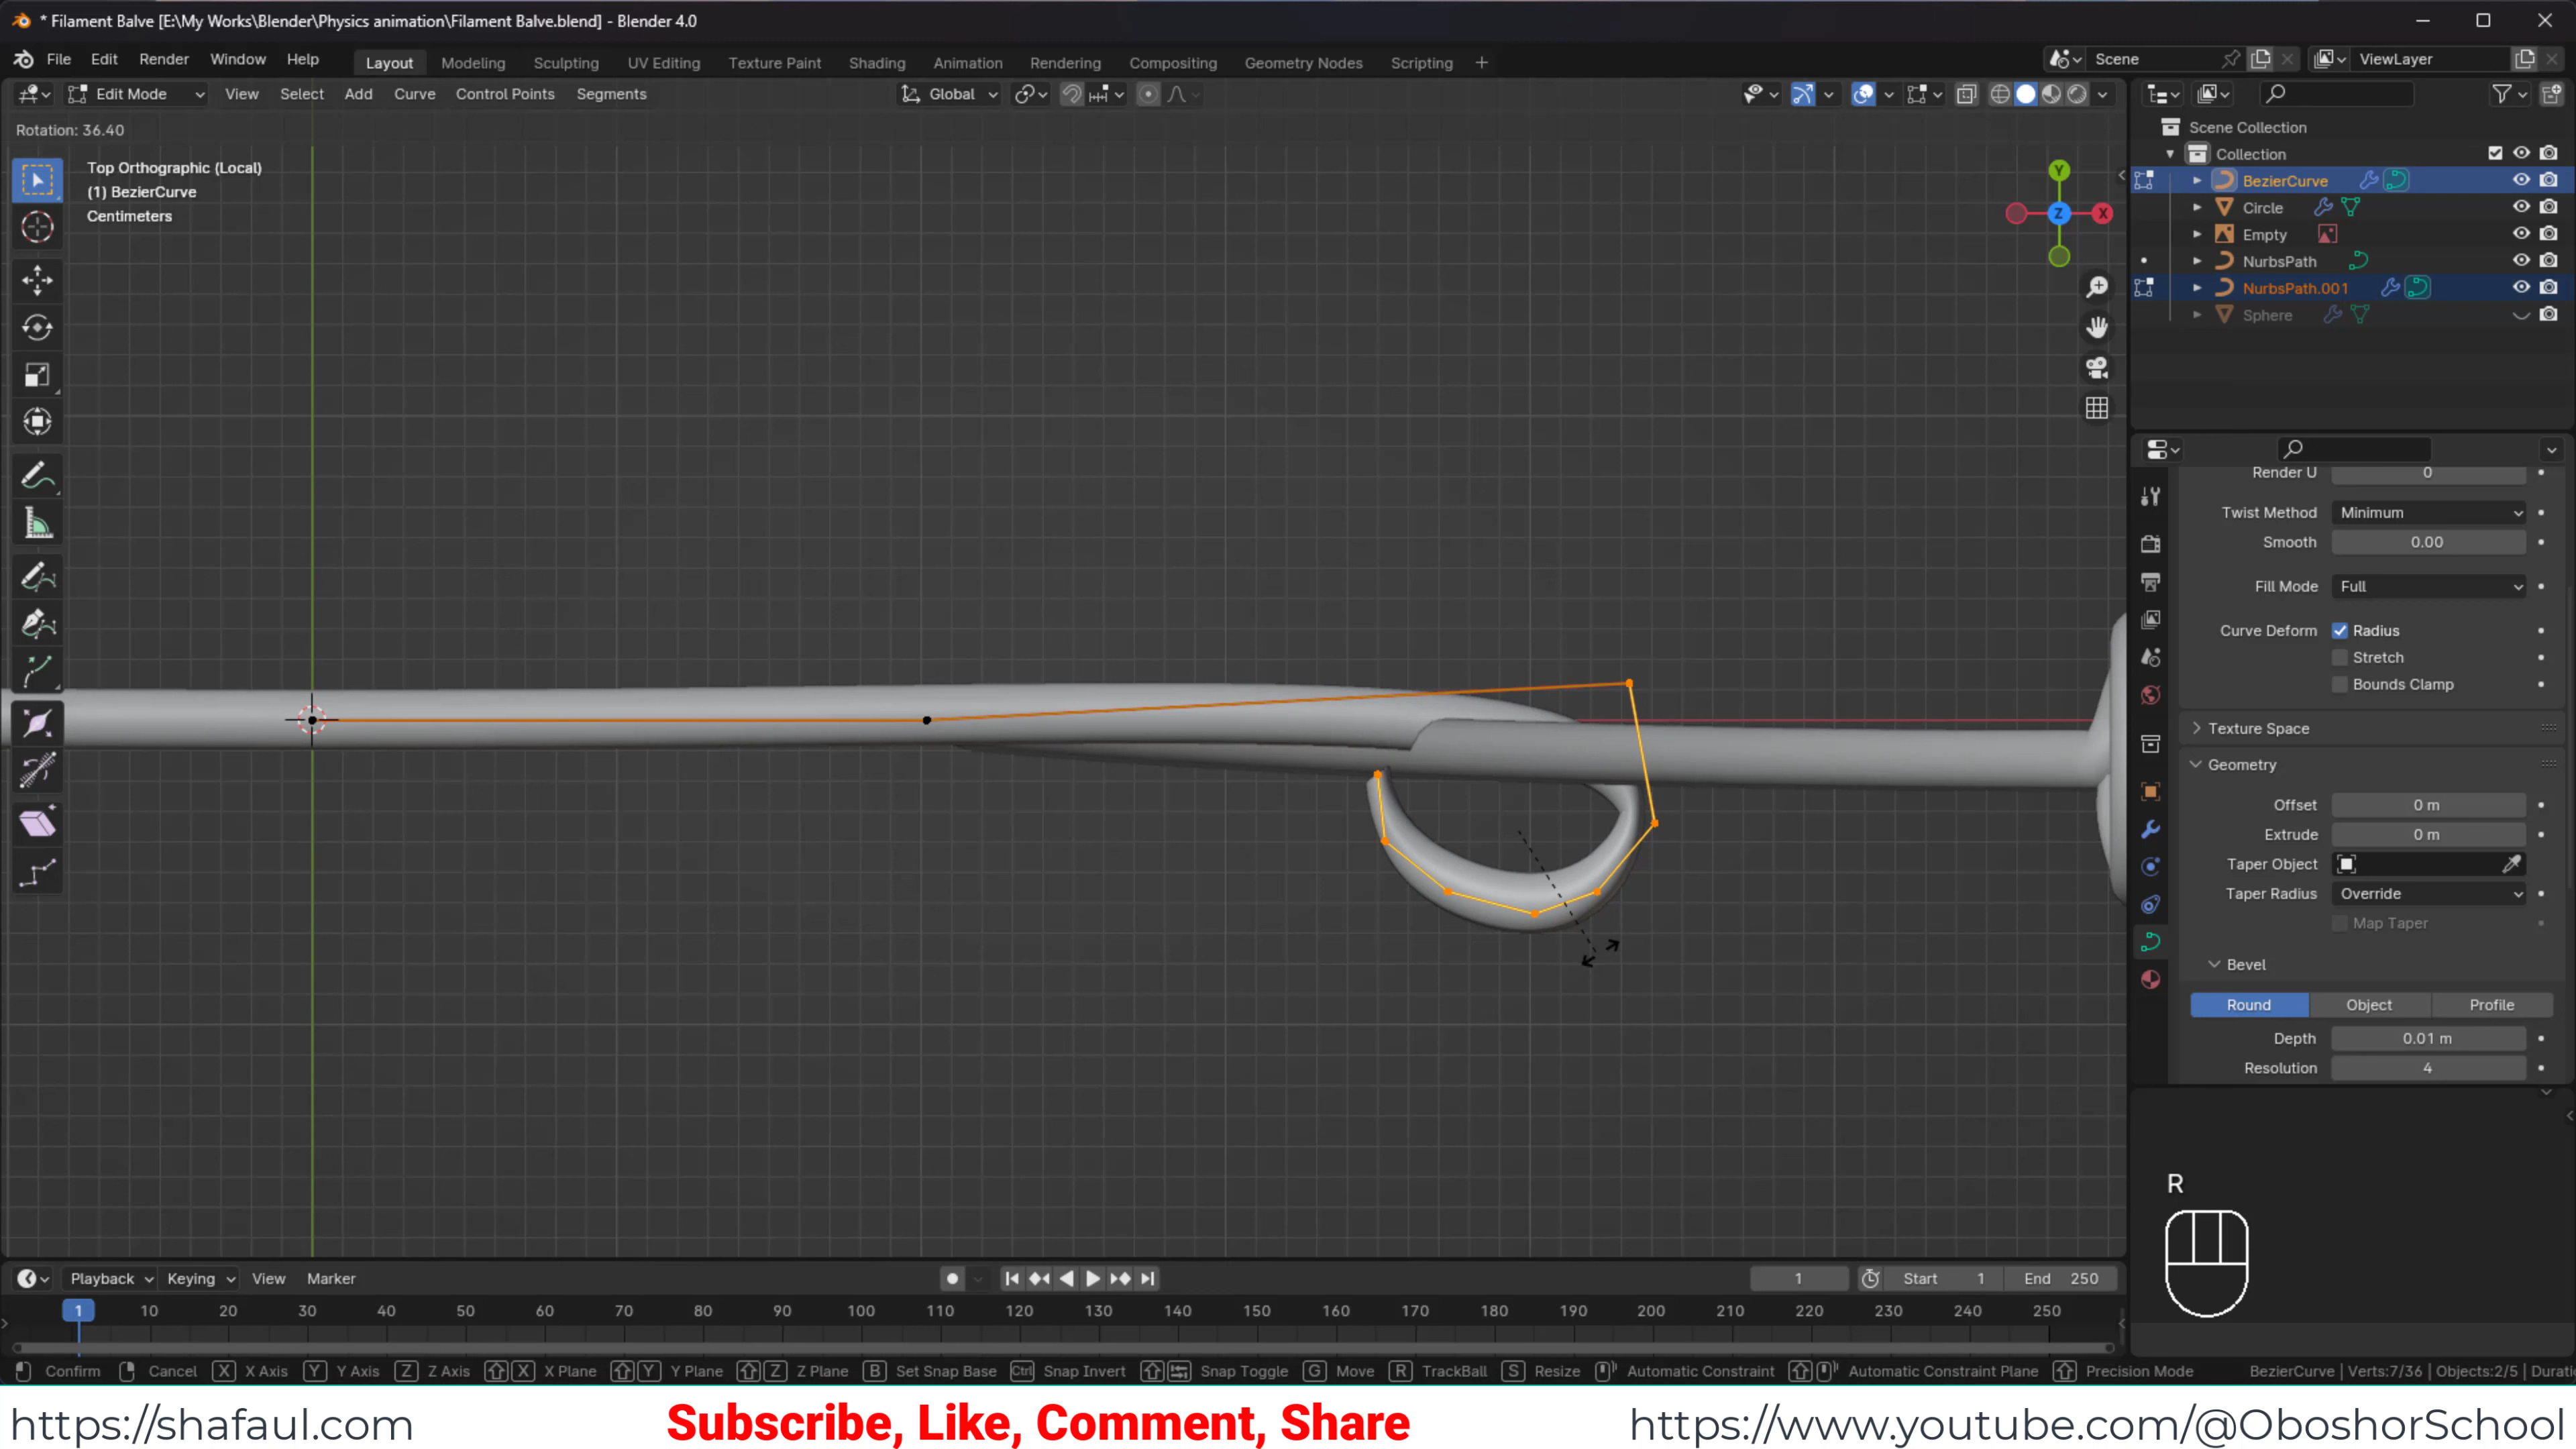 * Filament Balve [E:\My Works\Blender\Physics animation\Filament Balve.blend] - Blender 4.0
File Edit Render Window Help Layout Modeling Sculpting UV Editing Texture Paint Shading Animation Rendering Compositing Geometry Nodes Scripting + Scene ViewLayer
Edit Mode View Select Add Curve Control Points Segments Global
Rotation: 36.40
Top Orthographic (Local)
(1) BezierCurve
Centimeters
Y
Z
X
Scene Collection
Collection
BezierCurve
Circle
Empty
NurbsPath
NurbsPath.001
Sphere
Render U 0
Twist Method Minimum
Smooth 0.00
Fill Mode Full
Curve Deform Radius
Stretch
Bounds Clamp
Texture Space
Geometry
Offset 0 m
Extrude 0 m
Taper Object
Taper Radius Override
Map Taper
Bevel
Round Object Profile
Depth 0.01 m
Resolution 4
R
Playback Keying View Marker 1 Start 1 End 250
1 10 20 30 40 50 60 70 80 90 100 110 120 130 140 150 160 170 180 190 200 210 220 230 240 250
Confirm Cancel X X Axis Y Y Axis Z Z Axis X X Plane Y Y Plane Z Z Plane B Set Snap Base Ctrl Snap Invert Snap Toggle G Move R TrackBall S Resize Automatic Constraint Automatic Constraint Plane Precision Mode BezierCurve | Verts:7/36 | Objects:2/5 | Durati
https://shafaul.com Subscribe, Like, Comment, Share https://www.youtube.com/@OboshorSchool